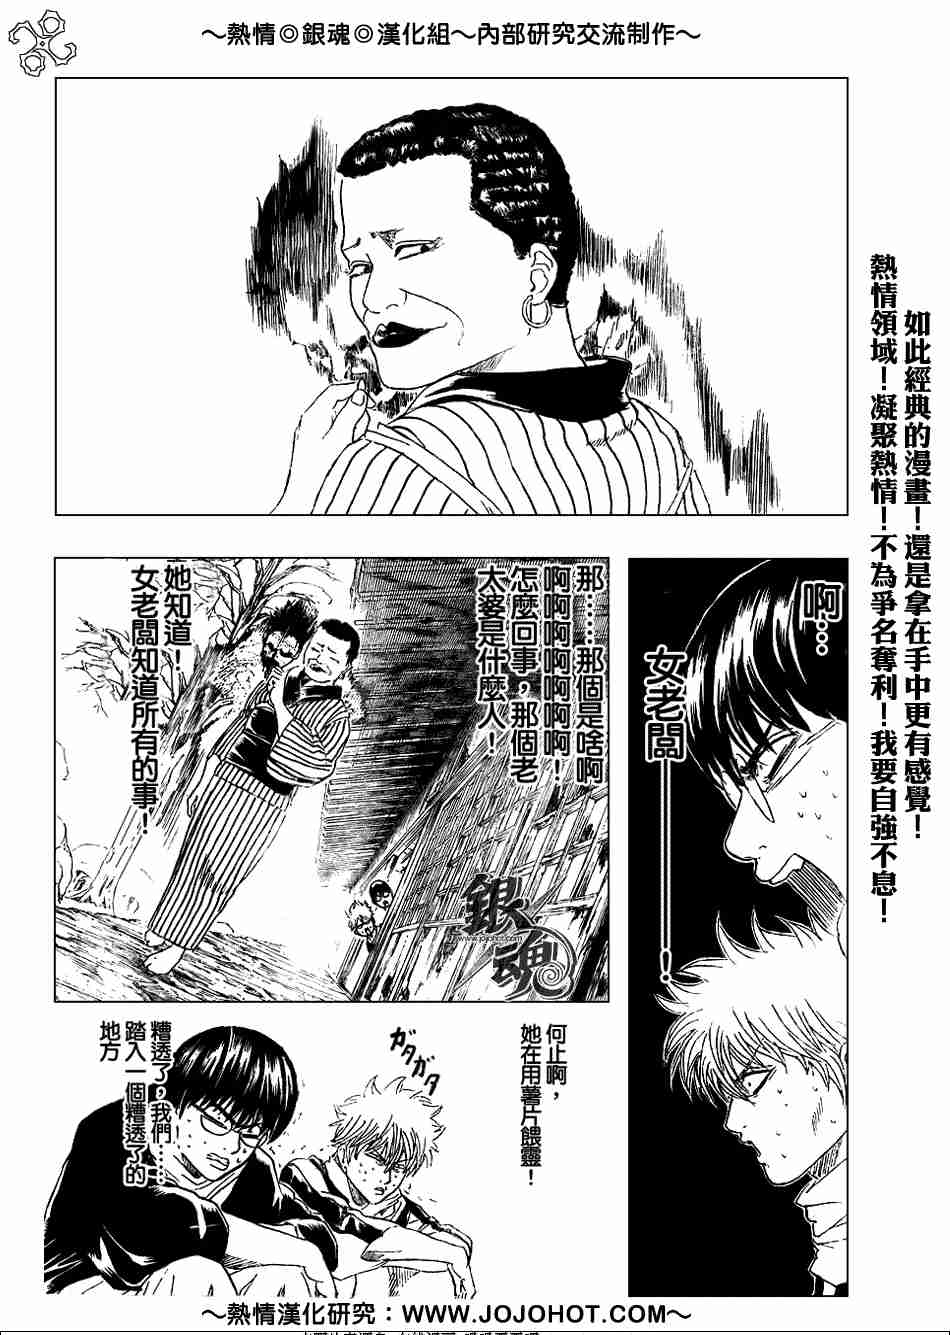 ～熱情◎銀魂◎漢化組～內部研究交流制作～
如此經典的漫畫！還是拿在手中更有感覺！
熱情領域！凝聚熱情！不為爭名奪利！我要自強不息！
啊…
女老闆————！
那……那個是啥啊
啊啊啊啊啊啊啊！
怎麼回事，那個老
太婆是什麼人！
她知道！
女老闆知道所有的事！
銀魂
www.jojohot.com
何止啊，
她在用薯片餵靈！
ガタガタ
糟透了，我們……
踏入一個糟透了的
地方
～熱情漢化研究：WWW.JOJOHOT.COM～